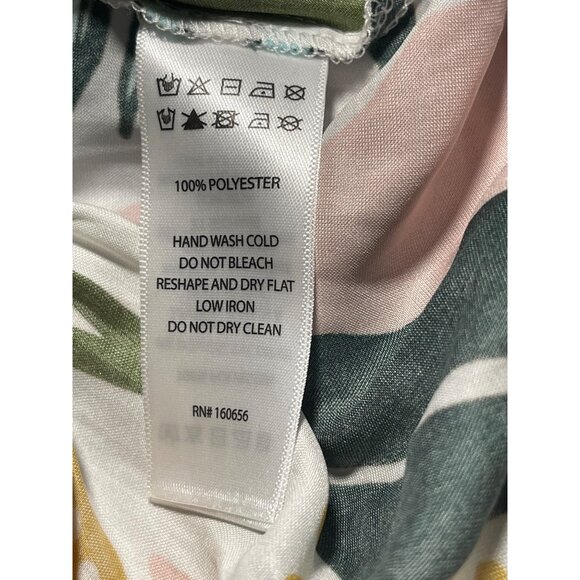 100% POLYESTER
HAND WASH COLD
DO NOT BLEACH
RESHAPE AND DRY FLAT
LOW IRON
DO NOT DRY CLEAN
RN# 160656